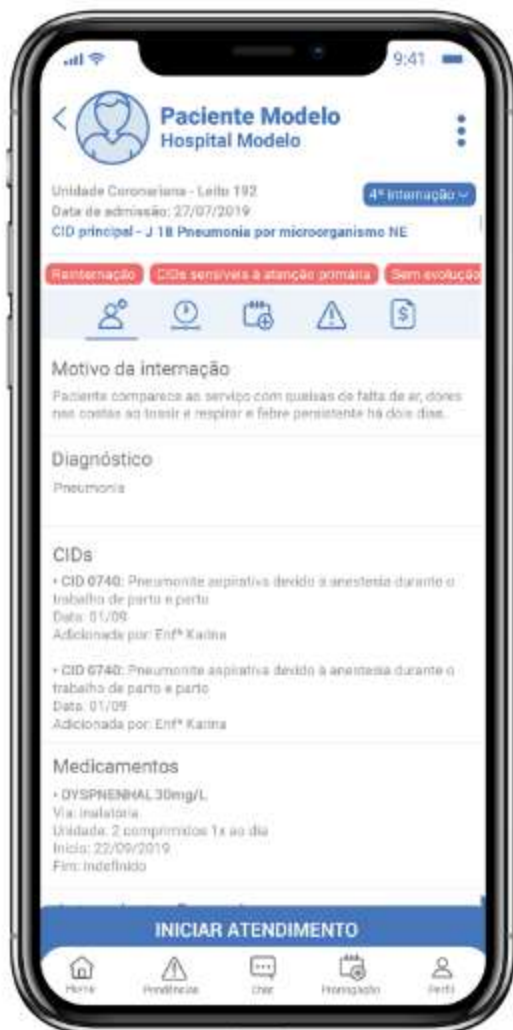 9:41
Paciente Modelo
Hospital Modelo
Unidade Coronariana - Leito 192
4ª internação
Data de admissão: 27/07/2019
CID principal - J 18 Pneumonia por microorganismo NE
Reinternação CIDs sensíveis à atenção primária Sem evolução
Motivo da internação
Paciente comparece ao serviço com queixas de falta de ar, dores
nas costas ao tossir e respirar e febre persistente há dois dias.
Diagnóstico
Pneumonia
CIDs
• CID 0740: Pneumonite aspirativa devido à anestesia durante o
trabalho de parto e parto
Data: 01/09
Adicionada por: Enfª Karina
• CID 0740: Pneumonite aspirativa devido à anestesia durante o
trabalho de parto e parto
Data: 01/09
Adicionada por: Enfª Karina
Medicamentos
• DYSPNENHAL 30mg/L
Via: inalatória
Unidade: 2 comprimidos 1x ao dia
Início: 22/09/2019
Fim: Indefinido
INICIAR ATENDIMENTO
Home Pendências Chat Prorrogação Perfil